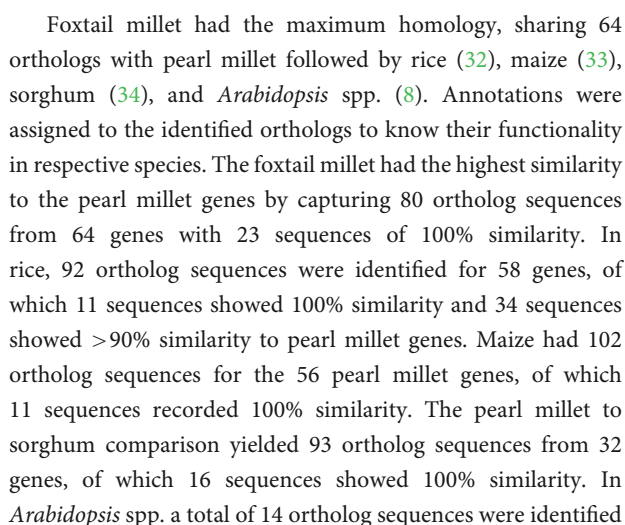 Foxtail millet had the maximum homology, sharing 64
orthologs with pearl millet followed by rice (32), maize (33),
sorghum (34), and Arabidopsis spp. (8). Annotations were
assigned to the identified orthologs to know their functionality
in respective species. The foxtail millet had the highest similarity
to the pearl millet genes by capturing 80 ortholog sequences
from 64 genes with 23 sequences of 100% similarity. In
rice, 92 ortholog sequences were identified for 58 genes, of
which 11 sequences showed 100% similarity and 34 sequences
showed >90% similarity to pearl millet genes. Maize had 102
ortholog sequences for the 56 pearl millet genes, of which
11 sequences recorded 100% similarity. The pearl millet to
sorghum comparison yielded 93 ortholog sequences from 32
genes, of which 16 sequences showed 100% similarity. In
Arabidopsis spp. a total of 14 ortholog sequences were identified